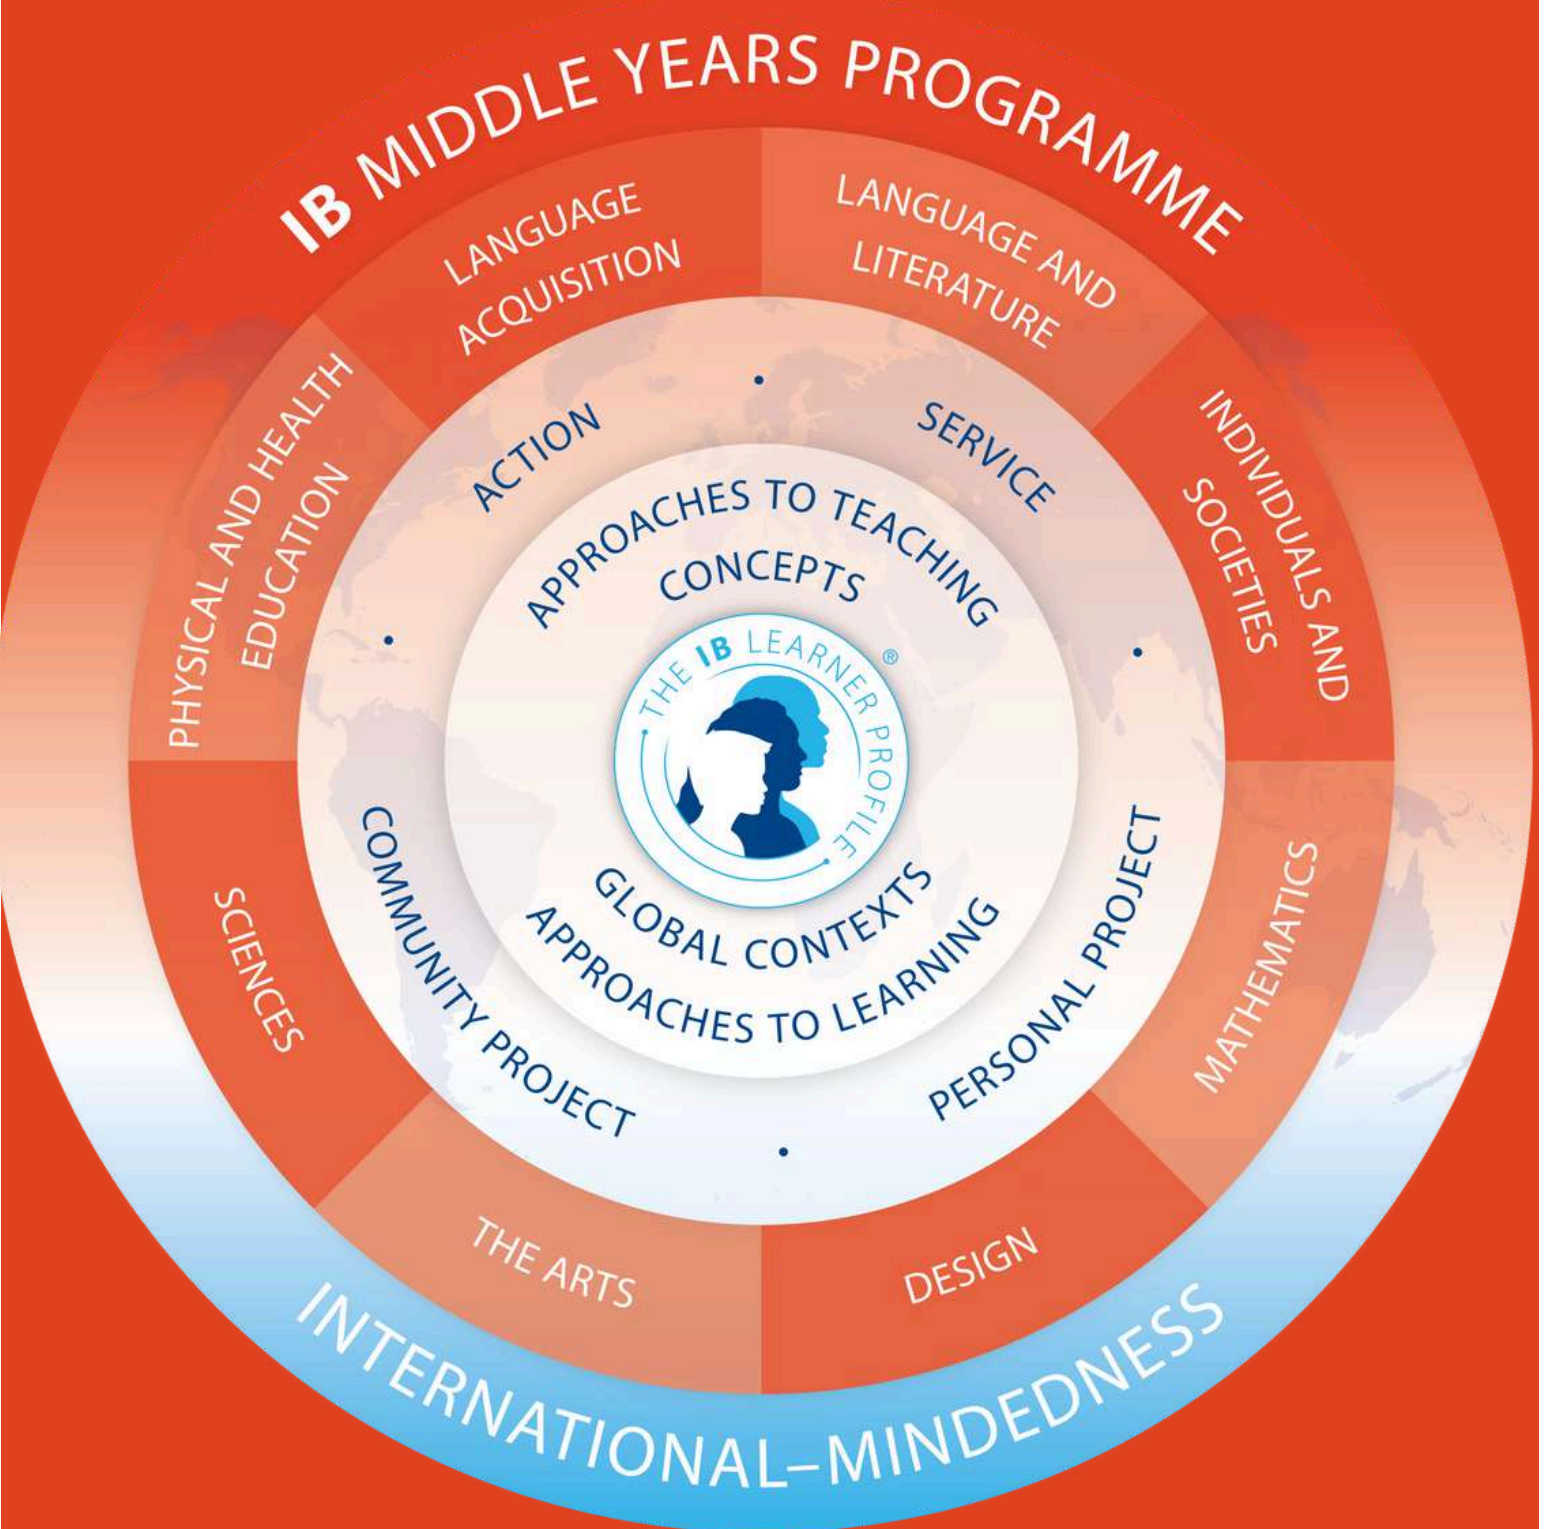 IB MIDDLE YEARS PROGRAMME
LANGUAGE
ACQUISITION
LANGUAGE AND
LITERATURE
PHYSICAL AND HEALTH
EDUCATION
INDIVIDUALS AND
SOCIETIES
SCIENCES
MATHEMATICS
THE ARTS
DESIGN
ACTION
SERVICE
COMMUNITY PROJECT
PERSONAL PROJECT
APPROACHES TO TEACHING
CONCEPTS
THE IB LEARNER PROFILE ®
GLOBAL CONTEXTS
APPROACHES TO LEARNING
INTERNATIONAL–MINDEDNESS